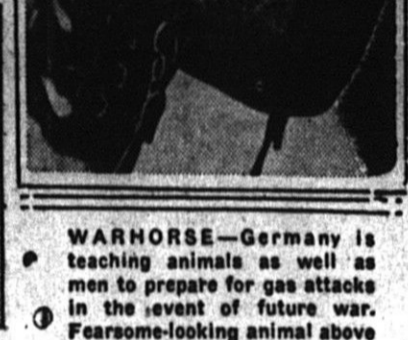 WARHORSE—Germany is
teaching animals as well as
men to prepare for gas attacks
in the event of future war.
Fearsome-looking animal above